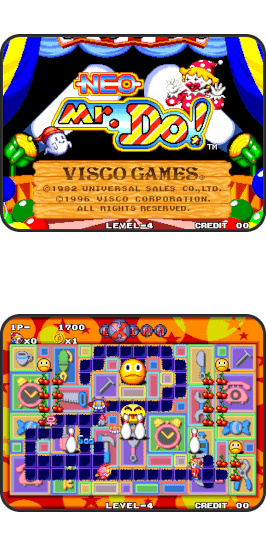 NEO
Mr. Do!
TM
VISCO GAMES®
©1982 UNIVERSAL SALES CO.,LTD.
©1996 VISCO CORPORATION.
ALL RIGHTS RESERVED.
LEVEL-4 CREDIT 00
1P- 1700
x0 x1
EXTRA
LEVEL-4 CREDIT 00